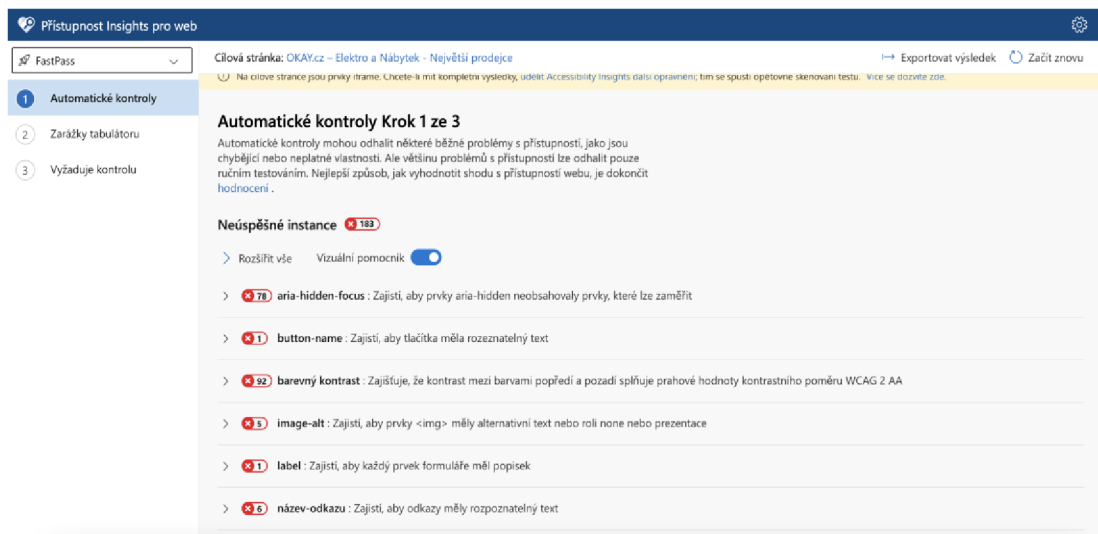 Přístupnost Insights pro web
FastPass
Cílová stránka: OKAY.cz – Elektro a Nábytek - Největší prodejce
Exportovat výsledek
Začít znovu
Na cílové stránce jsou prvky iframe. Chcete-li mít kompletní výsledky, udělit Accessibility Insights další oprávnění; tím se spustí opětovné skenování testu. Více se dozvíte zde.
1 Automatické kontroly
2 Zarážky tabulátoru
3 Vyžaduje kontrolu
Automatické kontroly Krok 1 ze 3
Automatické kontroly mohou odhalit některé běžné problémy s přístupností, jako jsou
chybějící nebo neplatné vlastnosti. Ale většinu problémů s přístupností lze odhalit pouze
ručním testováním. Nejlepší způsob, jak vyhodnotit shodu s přístupností webu, je dokončit
hodnocení .
Neúspěšné instance 183
Rozšířit vše Vizuální pomocník
78 aria-hidden-focus : Zajistí, aby prvky aria-hidden neobsahovaly prvky, které lze zaměřit
1 button-name : Zajistí, aby tlačítka měla rozeznatelný text
92 barevný kontrast : Zajišťuje, že kontrast mezi barvami popředí a pozadí splňuje prahové hodnoty kontrastního poměru WCAG 2 AA
5 image-alt : Zajistí, aby prvky <img> měly alternativní text nebo roli none nebo prezentace
1 label : Zajistí, aby každý prvek formuláře měl popisek
6 název-odkazu : Zajistí, aby odkazy měly rozpoznatelný text